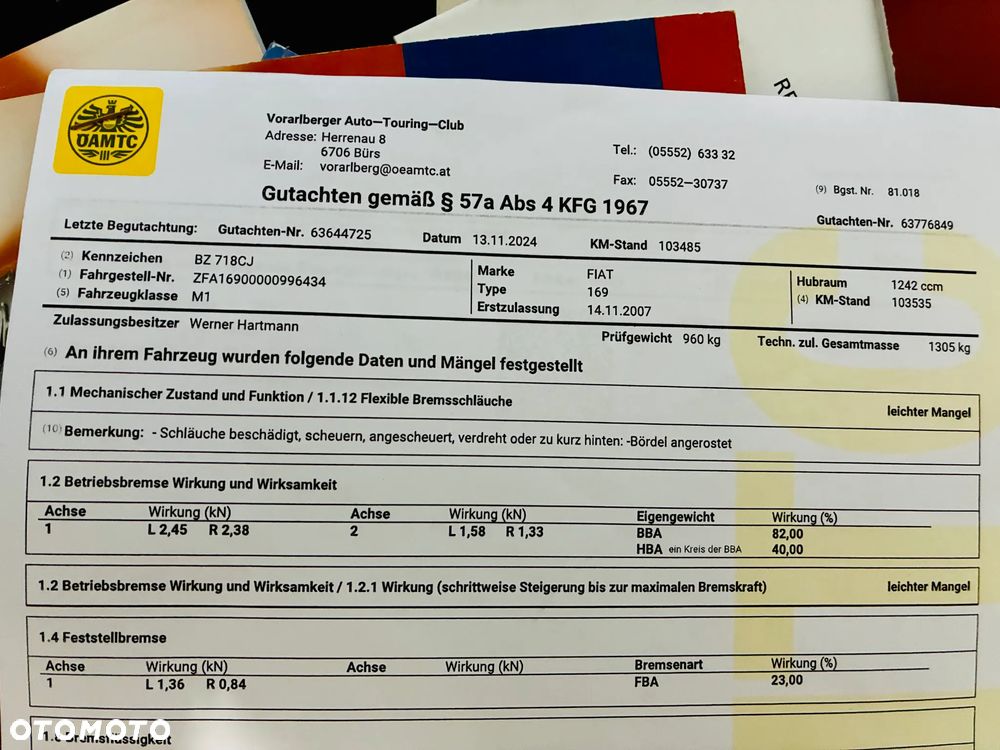 ÖAMTC
Vorarlberger Auto-Touring-Club
Adresse: Herrenau 8
6706 Bürs
E-Mail: vorarlberg@oeamtc.at
Tel.: (05552) 633 32
Fax: 05552-30737
(9) Bgst. Nr. 81.018
Gutachten gemäß § 57a Abs 4 KFG 1967
Gutachten-Nr. 63776849
Letzte Begutachtung: Gutachten-Nr. 63644725 Datum 13.11.2024 KM-Stand 103485
(2) Kennzeichen BZ 718CJ
(1) Fahrgestell-Nr. ZFA16900000996434
(5) Fahrzeugklasse M1
Marke FIAT
Type 169
Erstzulassung 14.11.2007
Hubraum 1242 ccm
(4) KM-Stand 103535
Zulassungsbesitzer Werner Hartmann
Prüfgewicht 960 kg Techn. zul. Gesamtmasse 1305 kg
(6) An ihrem Fahrzeug wurden folgende Daten und Mängel festgestellt
1.1 Mechanischer Zustand und Funktion / 1.1.12 Flexible Bremsschläuche leichter Mangel
(10) Bemerkung: - Schläuche beschädigt, scheuern, angescheuert, verdreht oder zu kurz hinten: -Bördel angerostet
1.2 Betriebsbremse Wirkung und Wirksamkeit
Achse Wirkung (kN) Achse Wirkung (kN) Eigengewicht Wirkung (%)
1 L 2,45 R 2,38 2 L 1,58 R 1,33 BBA 82,00
HBA ein Kreis der BBA 40,00
1.2 Betriebsbremse Wirkung und Wirksamkeit / 1.2.1 Wirkung (schrittweise Steigerung bis zur maximalen Bremskraft) leichter Mangel
1.4 Feststellbremse
Achse Wirkung (kN) Achse Wirkung (kN) Bremsenart Wirkung (%)
1 L 1,36 R 0,84 FBA 23,00
OTOMOTO